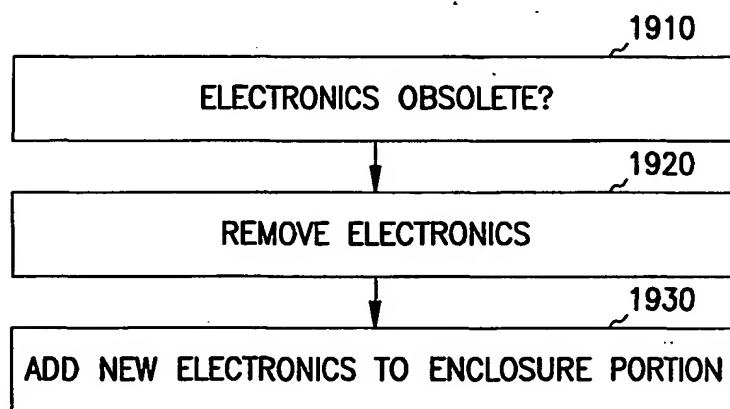 1910
ELECTRONICS OBSOLETE?
1920
REMOVE ELECTRONICS
1930
ADD NEW ELECTRONICS TO ENCLOSURE PORTION